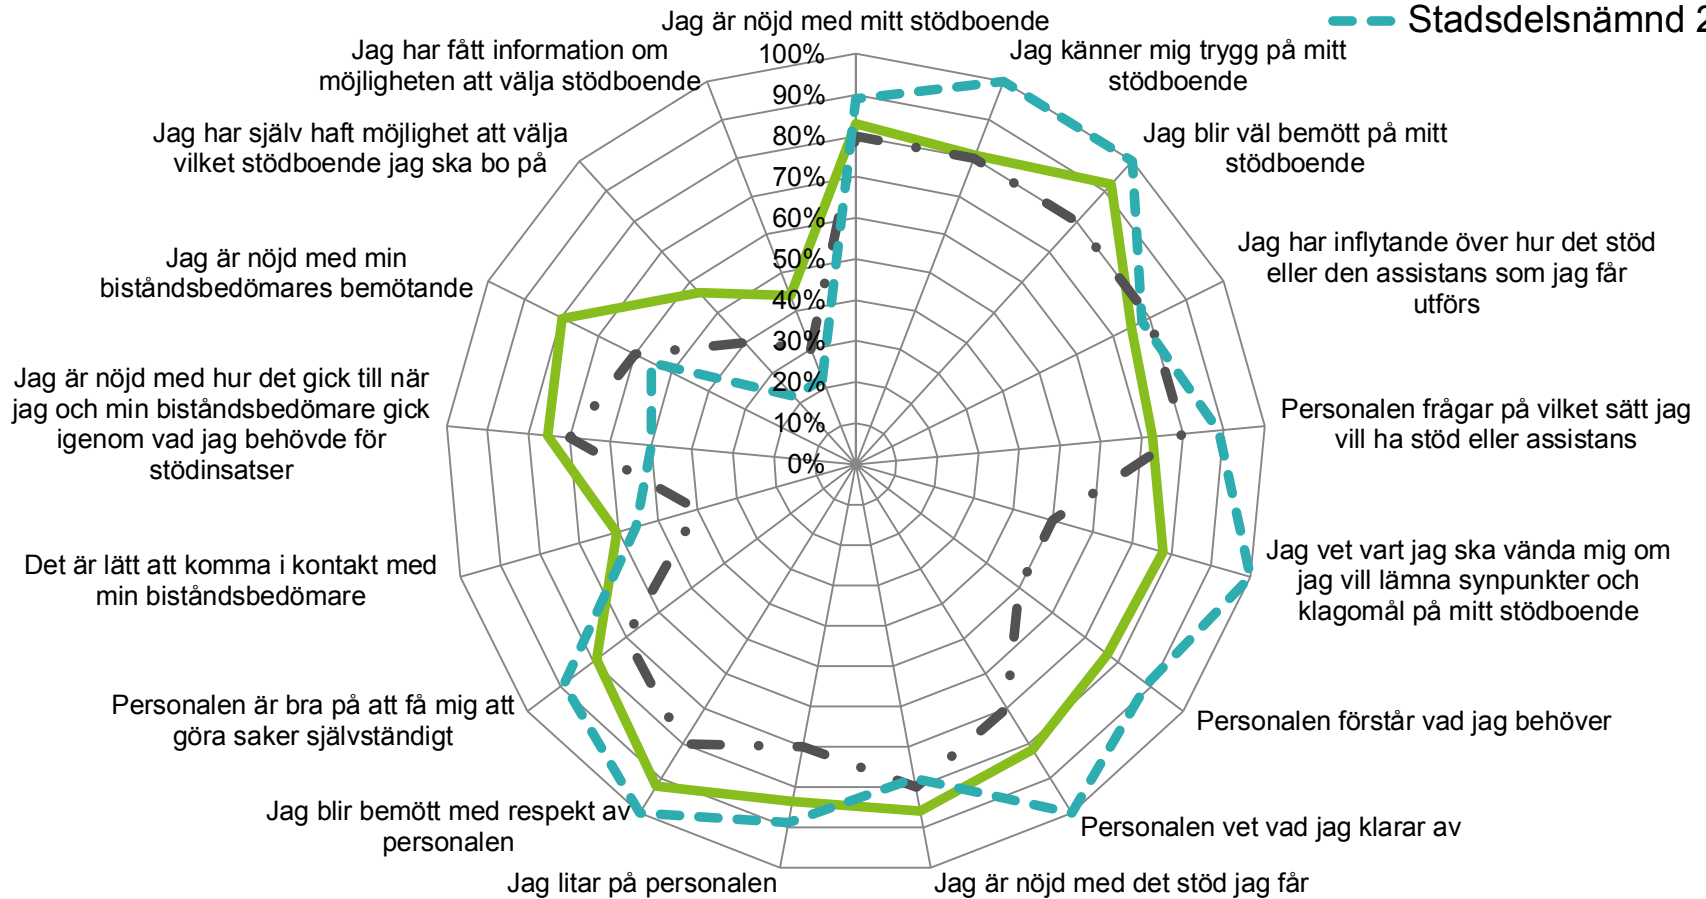 Jag är nöjd med mitt stödboende
Stadsdelsnämnd 2
Jag känner mig trygg på mitt
stödboende
Jag blir väl bemött på mitt
stödboende
Jag har inflytande över hur det stöd
eller den assistans som jag får
utförs
Personalen frågar på vilket sätt jag
vill ha stöd eller assistans
Jag vet vart jag ska vända mig om
jag vill lämna synpunkter och
klagomål på mitt stödboende
Personalen förstår vad jag behöver
Personalen vet vad jag klarar av
Jag är nöjd med det stöd jag får
Jag litar på personalen
Jag blir bemött med respekt av
personalen
Personalen är bra på att få mig att
göra saker självständigt
Det är lätt att komma i kontakt med
min biståndsbedömare
Jag är nöjd med hur det gick till när
jag och min biståndsbedömare gick
igenom vad jag behövde för
stödinsatser
Jag är nöjd med min
biståndsbedömares bemötande
Jag har själv haft möjlighet att välja
vilket stödboende jag ska bo på
Jag har fått information om
möjligheten att välja stödboende
100%
90%
80%
70%
60%
50%
40%
30%
20%
10%
0%